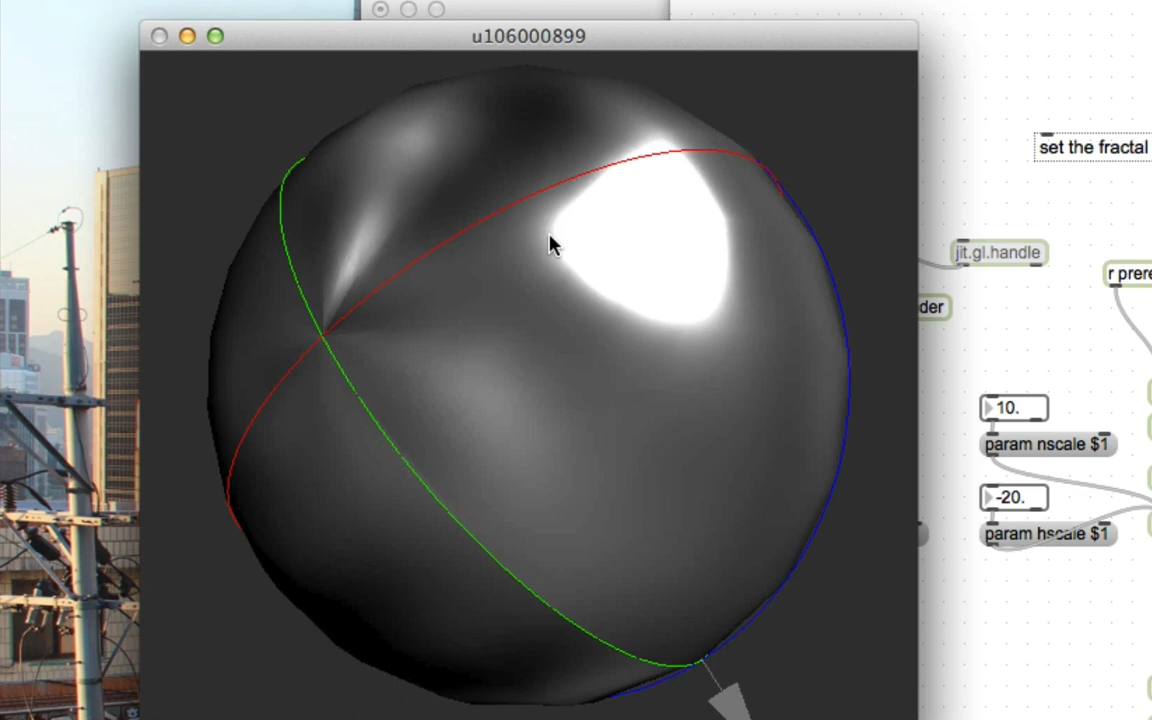 u106000899
set the fractal
jit.gl.handle
r prere
der
10.
param nscale $1
-20.
param hscale $1